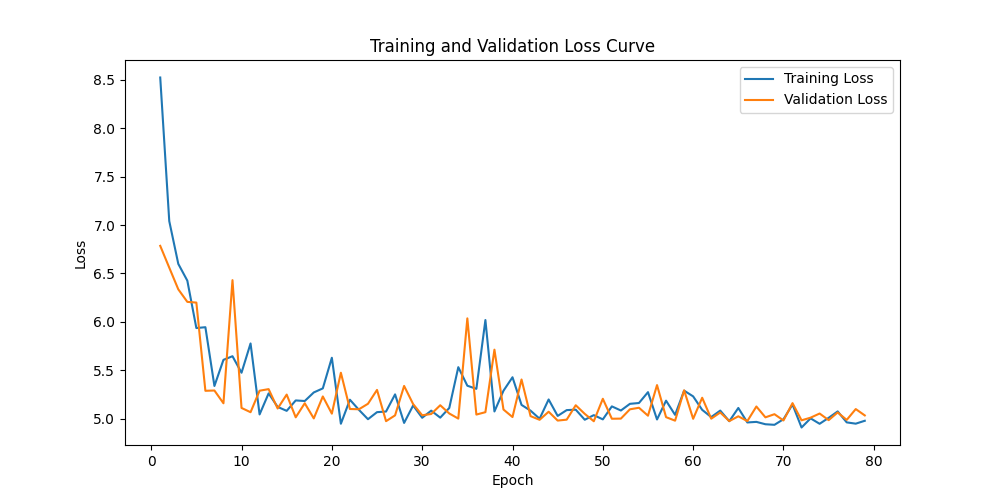 Training and Validation Loss Curve
Training Loss
Validation Loss
8.5
8.0
7.5
7.0
6.5
6.0
5.5
5.0
Loss
0 10 20 30 40 50 60 70 80
Epoch